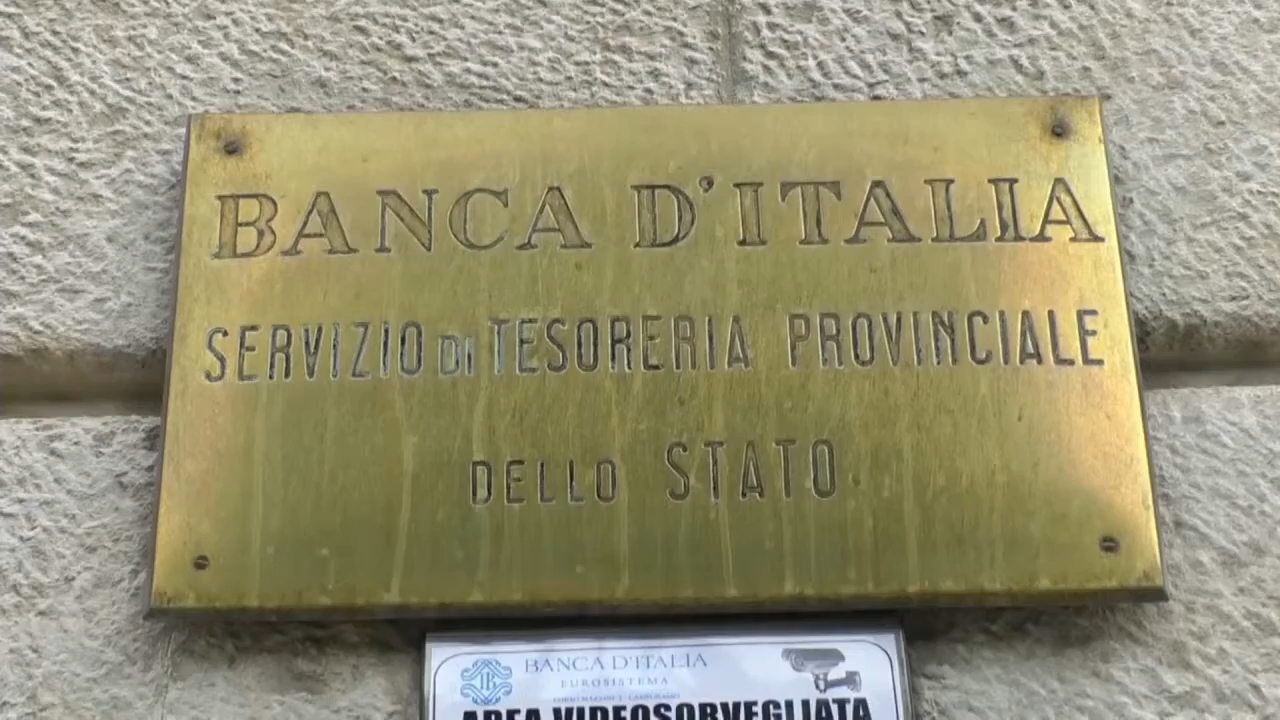 BANCA D'ITALIA
SERVIZIO DI TESORERIA PROVINCIALE
DELLO STATO
BANCA D'ITALIA
EUROSISTEMA
AREA VIDEOSORVEGLIATA